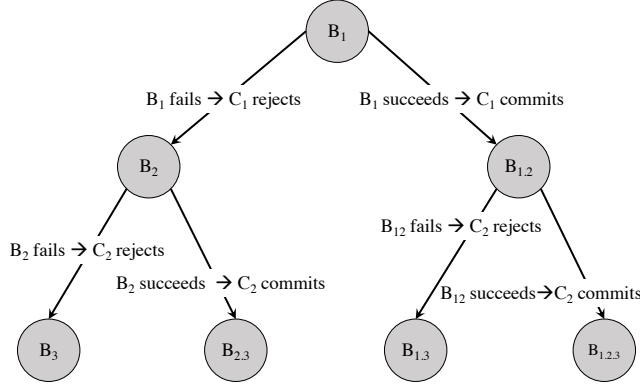 B₁
B₁ fails → C₁ rejects
B₁ succeeds → C₁ commits
B₂
B₁.₂
B₂ fails → C₂ rejects
B₁₂ fails → C₂ rejects
B₂ succeeds → C₂ commits
B₁₂ succeeds→C₂ commits
B₃
B₂.₃
B₁.₃
B₁.₂.₃